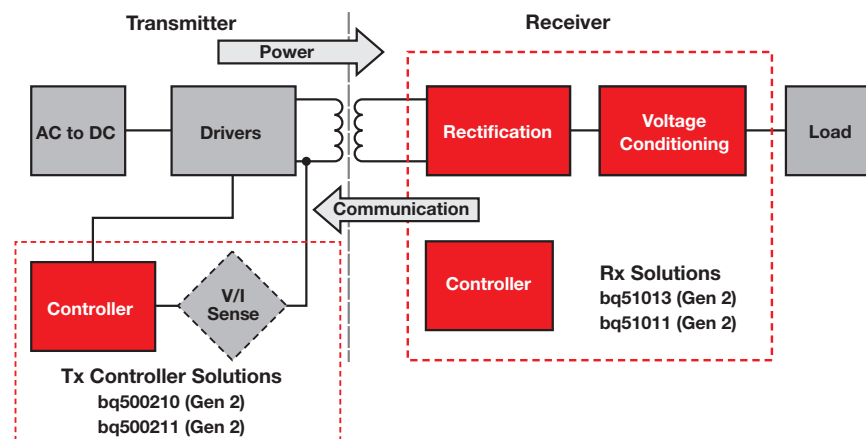 Transmitter
Receiver
Power
AC to DC
Drivers
Rectification
Voltage
Conditioning
Load
Communication
Controller
V/I
Sense
Controller
Rx Solutions
bq51013 (Gen 2)
bq51011 (Gen 2)
Tx Controller Solutions
bq500210 (Gen 2)
bq500211 (Gen 2)